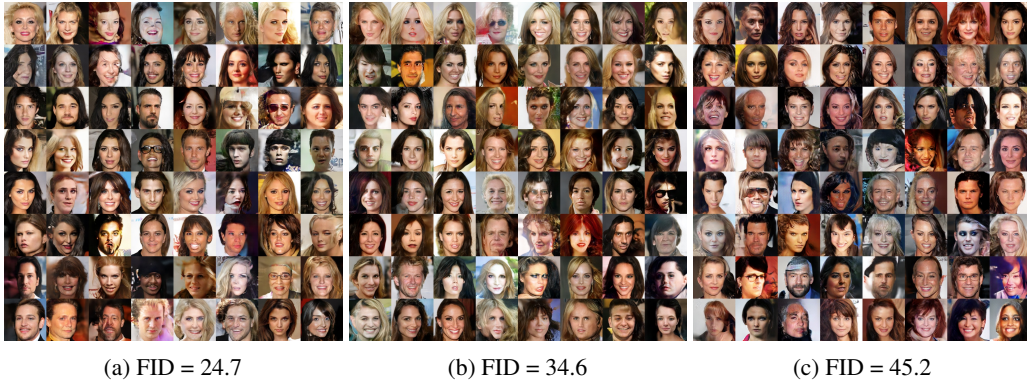 (a) FID = 24.7
(b) FID = 34.6
(c) FID = 45.2